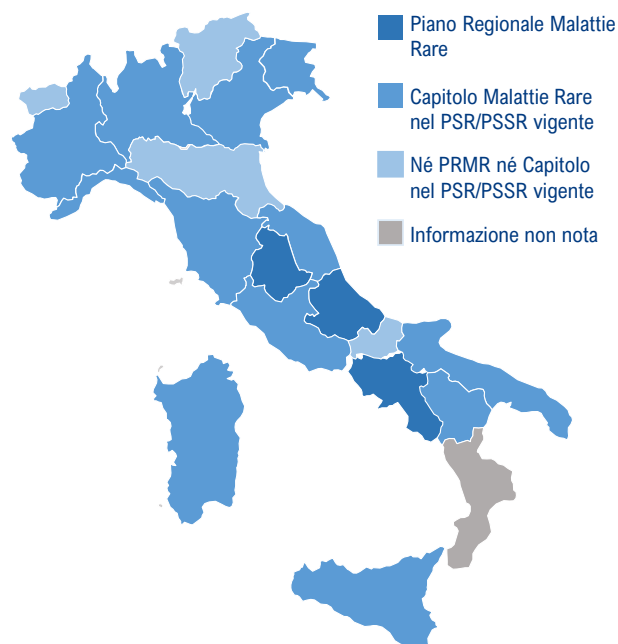 Piano Regionale Malattie
Rare
Capitolo Malattie Rare
nel PSR/PSSR vigente
Né PRMR né Capitolo
nel PSR/PSSR vigente
Informazione non nota